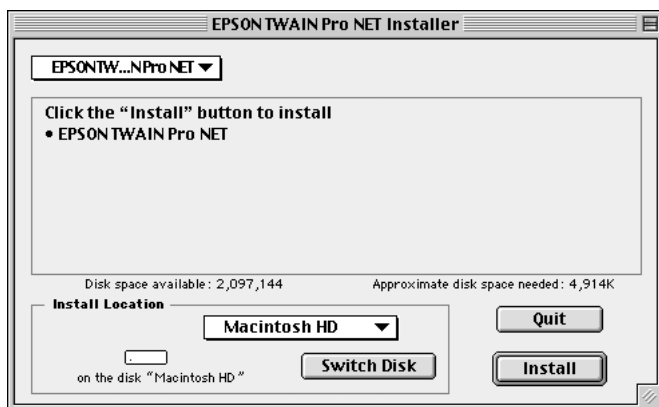 EPSON TWAIN Pro NET Installer
EPSONTW...NPro NET
Click the “Install” button to install
• EPSON TWAIN Pro NET
Disk space available: 2,097,144
Approximate disk space needed: 4,914K
Install Location
Macintosh HD
Quit
on the disk “Macintosh HD”
Switch Disk
Install